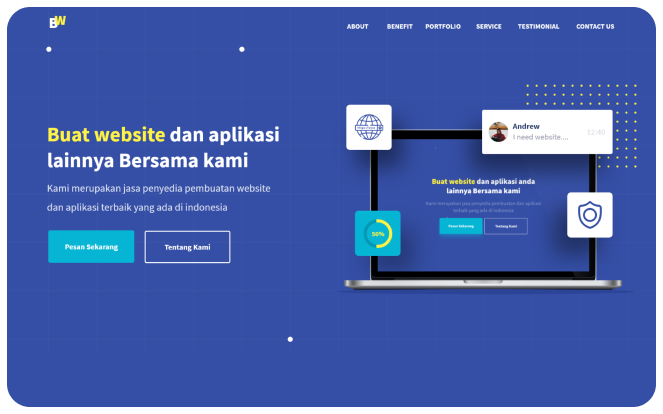 BW
ABOUT BENEFIT PORTFOLIO SERVICE TESTIMONIAL CONTACT US
Buat website dan aplikasi
lainnya Bersama kami
Kami merupakan jasa penyedia pembuatan website
dan aplikasi terbaik yang ada di indonesia
Pesan Sekarang
Tentang Kami
Andrew
I need website....
12:40
Buat website dan aplikasi anda
lainnya Bersama kami
Kami merupakan jasa penyedia pembuatan dan aplikasi
terbaik yang ada di indonesia
Pesan Sekarang
Tentang Kami
50%